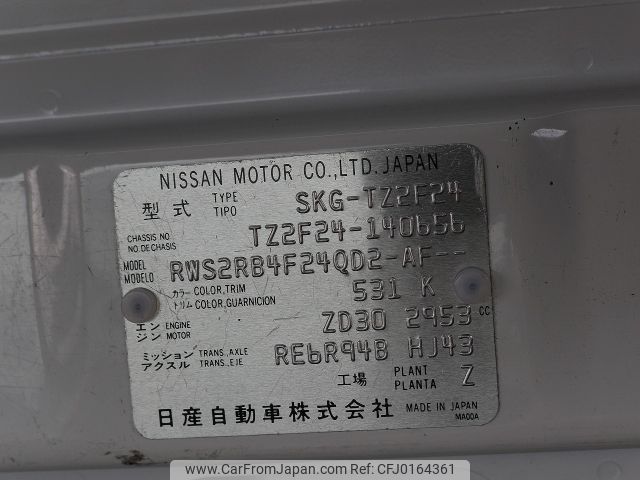 NISSAN MOTOR CO.,LTD. JAPAN
型式 TYPE TIPO SKG-TZ2F24
CHASSIS NO. NO. DE CHASIS TZ2F24-140656
MODEL MODELO RWS2RB4F24QD2-AF--
カラー COLOR, TRIM トリム COLOR, GUARNICION 531 K
エンジン ENGINE MOTOR ZD30 2953 cc
ミッション TRANS., AXLE アクスル TRANS., EJE RE6R94B HJ43
工場 PLANT PLANTA Z
日産自動車株式会社 MADE IN JAPAN
MA00A
www.CarFromJapan.com | REF No. CFJ0164361